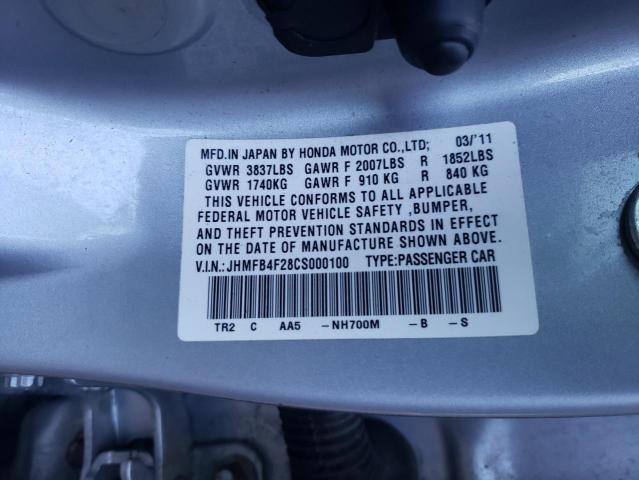 MFD.IN JAPAN BY HONDA MOTOR CO.,LTD; 03/'11
GVWR 3837LBS GAWR F 2007LBS R 1852LBS
GVWR 1740KG GAWR F 910 KG R 840 KG
THIS VEHICLE CONFORMS TO ALL APPLICABLE
FEDERAL MOTOR VEHICLE SAFETY ,BUMPER,
AND THEFT PREVENTION STANDARDS IN EFFECT
ON THE DATE OF MANUFACTURE SHOWN ABOVE.
V.I.N.:JHMFB4F28CS000100 TYPE:PASSENGER CAR
TR2 C AA5 -NH700M -B -S